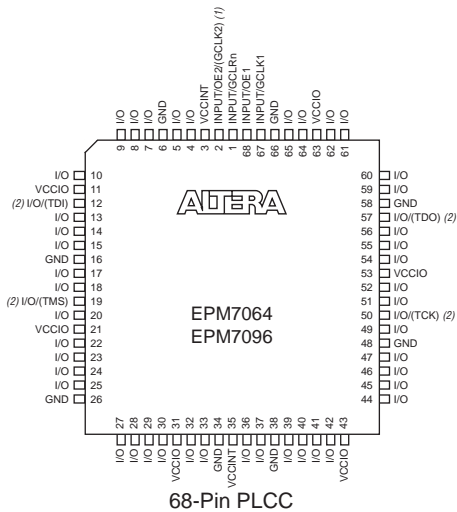 I/O 9
I/O 8
I/O 7
GND 6
I/O 5
I/O 4
VCCINT 3
INPUT/OE2/(GCLK2) (1) 2
INPUT/GCLRn 1
INPUT/OE1 68
INPUT/GCLK1 67
GND 66
I/O 65
I/O 64
VCCIO 63
I/O 62
I/O 61
I/O 10
VCCIO 11
(2) I/O/(TDI) 12
I/O 13
I/O 14
I/O 15
GND 16
I/O 17
I/O 18
(2) I/O/(TMS) 19
I/O 20
VCCIO 21
I/O 22
I/O 23
I/O 24
I/O 25
GND 26
ALTERA
EPM7064
EPM7096
60 I/O
59 I/O
58 GND
57 I/O/(TDO) (2)
56 I/O
55 I/O
54 I/O
53 VCCIO
52 I/O
51 I/O
50 I/O/(TCK) (2)
49 I/O
48 GND
47 I/O
46 I/O
45 I/O
44 I/O
27 I/O
28 I/O
29 I/O
30 I/O
31 VCCIO
32 I/O
33 I/O
34 GND
35 VCCINT
36 I/O
37 I/O
38 GND
39 I/O
40 I/O
41 I/O
42 I/O
43 VCCIO
68-Pin PLCC